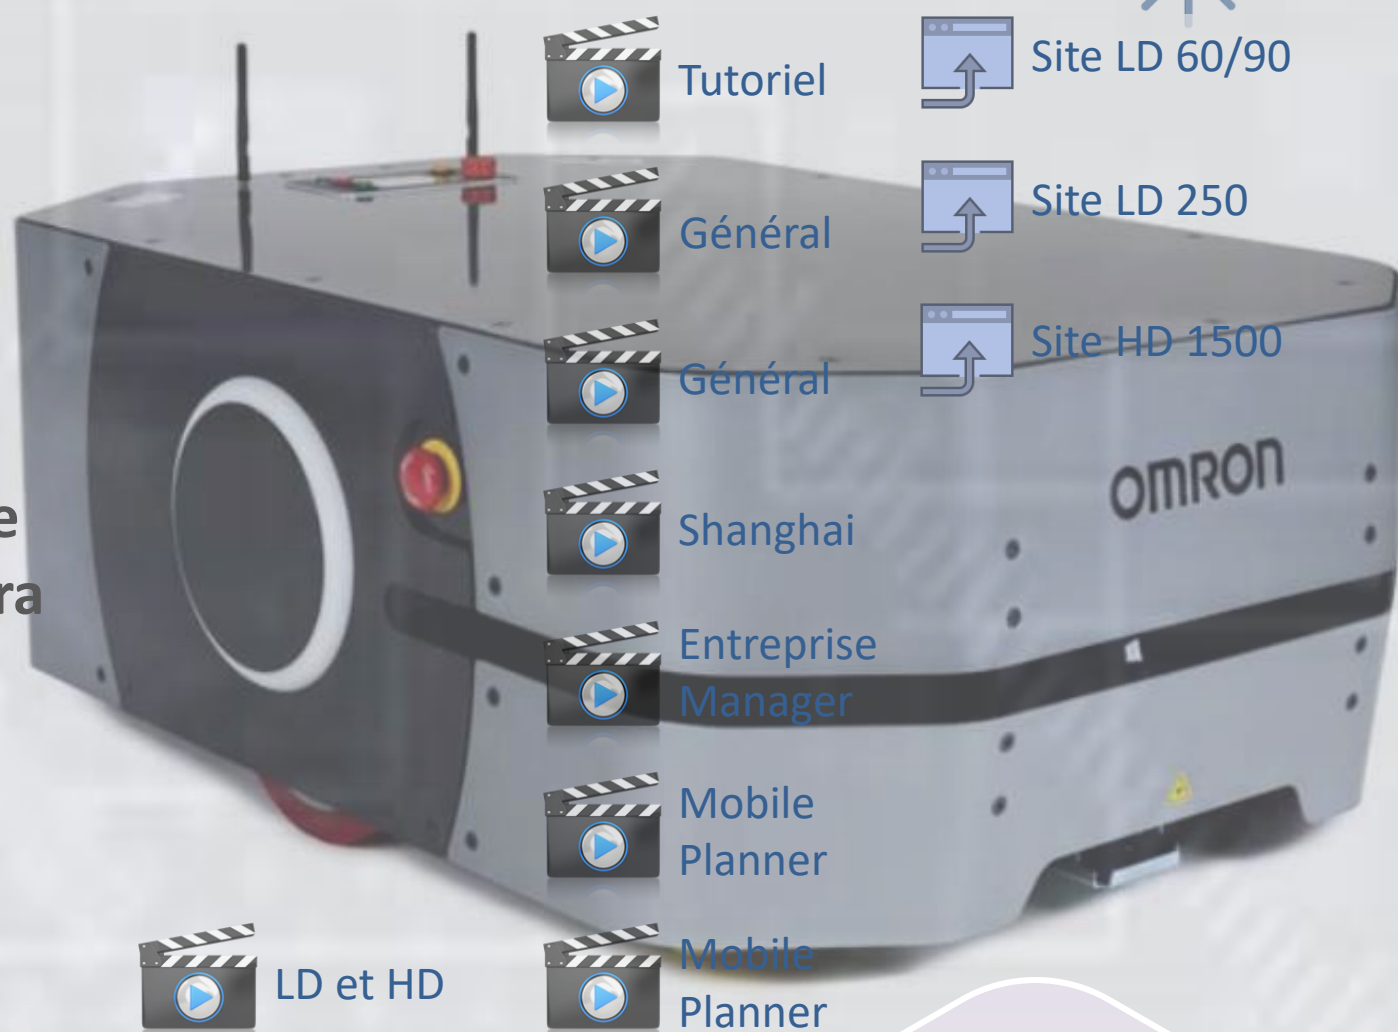 Tutoriel
Général
Général
Shanghai
Entreprise
Manager
Mobile
Planner
Mobile
Planner
LD et HD
Site LD 60/90
Site LD 250
Site HD 1500
OMRON
e
ra